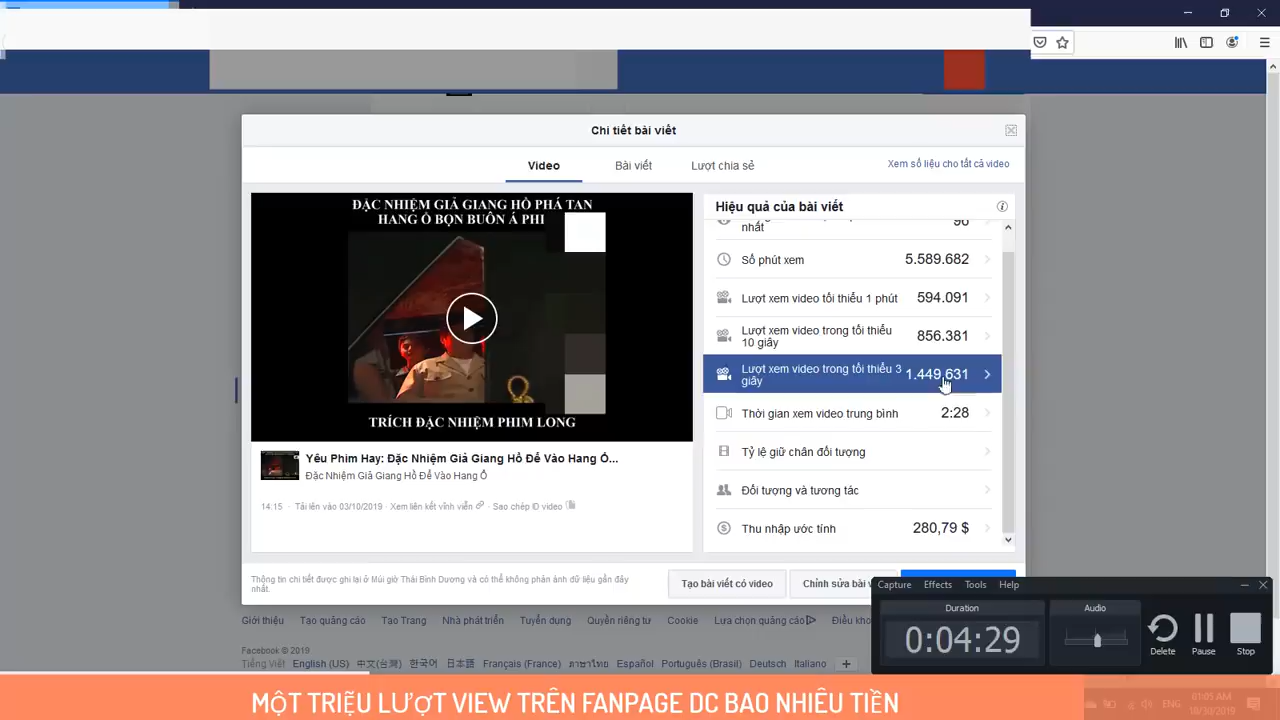 Chi tiết bài viết
Video
Bài viết
Lượt chia sẻ
Xem số liệu cho tất cả video
ĐẶC NHIỆM GIẢ GIANG HỒ PHÁ TAN
HANG Ổ BỌN BUÔN Á PHI
TRÍCH ĐẶC NHIỆM PHIM LONG
Yêu Phim Hay: Đặc Nhiệm Giả Giang Hồ Để Vào Hang Ổ...
Đặc Nhiệm Giả Giang Hồ Để Vào Hang Ổ
14:15 · Tải lên vào 03/10/2019 · Xem liên kết vĩnh viễn · Sao chép ID video
Hiệu quả của bài viết
nhất
96
Số phút xem
5.589.682
Lượt xem video tối thiểu 1 phút
594.091
Lượt xem video trong tối thiểu
10 giây
856.381
Lượt xem video trong tối thiểu 3
giây
1.449.631
Thời gian xem video trung bình
2:28
Tỷ lệ giữ chân đối tượng
Đối tượng và tương tác
Thu nhập ước tính
280,79 $
Thông tin chi tiết được ghi lại ở Múi giờ Thái Bình Dương và có thể không phản ánh dữ liệu gần đây
nhất.
Tạo bài viết có video
Chỉnh sửa bài
Giới thiệu
Tạo quảng cáo
Tạo Trang
Nhà phát triển
Tuyển dụng
Quyền riêng tư
Cookie
Lựa chọn quảng cáo
Điều kho
Facebook © 2019
Tiếng Việt
English (US)
中文(台灣)
한국어
日本語
Français (France)
ภาษาไทย
Español
Português (Brasil)
Deutsch
Italiano
Capture
Effects
Tools
Help
Duration
0:04:29
Audio
Delete
Pause
Stop
MỘT TRIỆU LƯỢT VIEW TRÊN FANPAGE DC BAO NHIÊU TIỀN
ENG
01:05 AM
10/30/2019